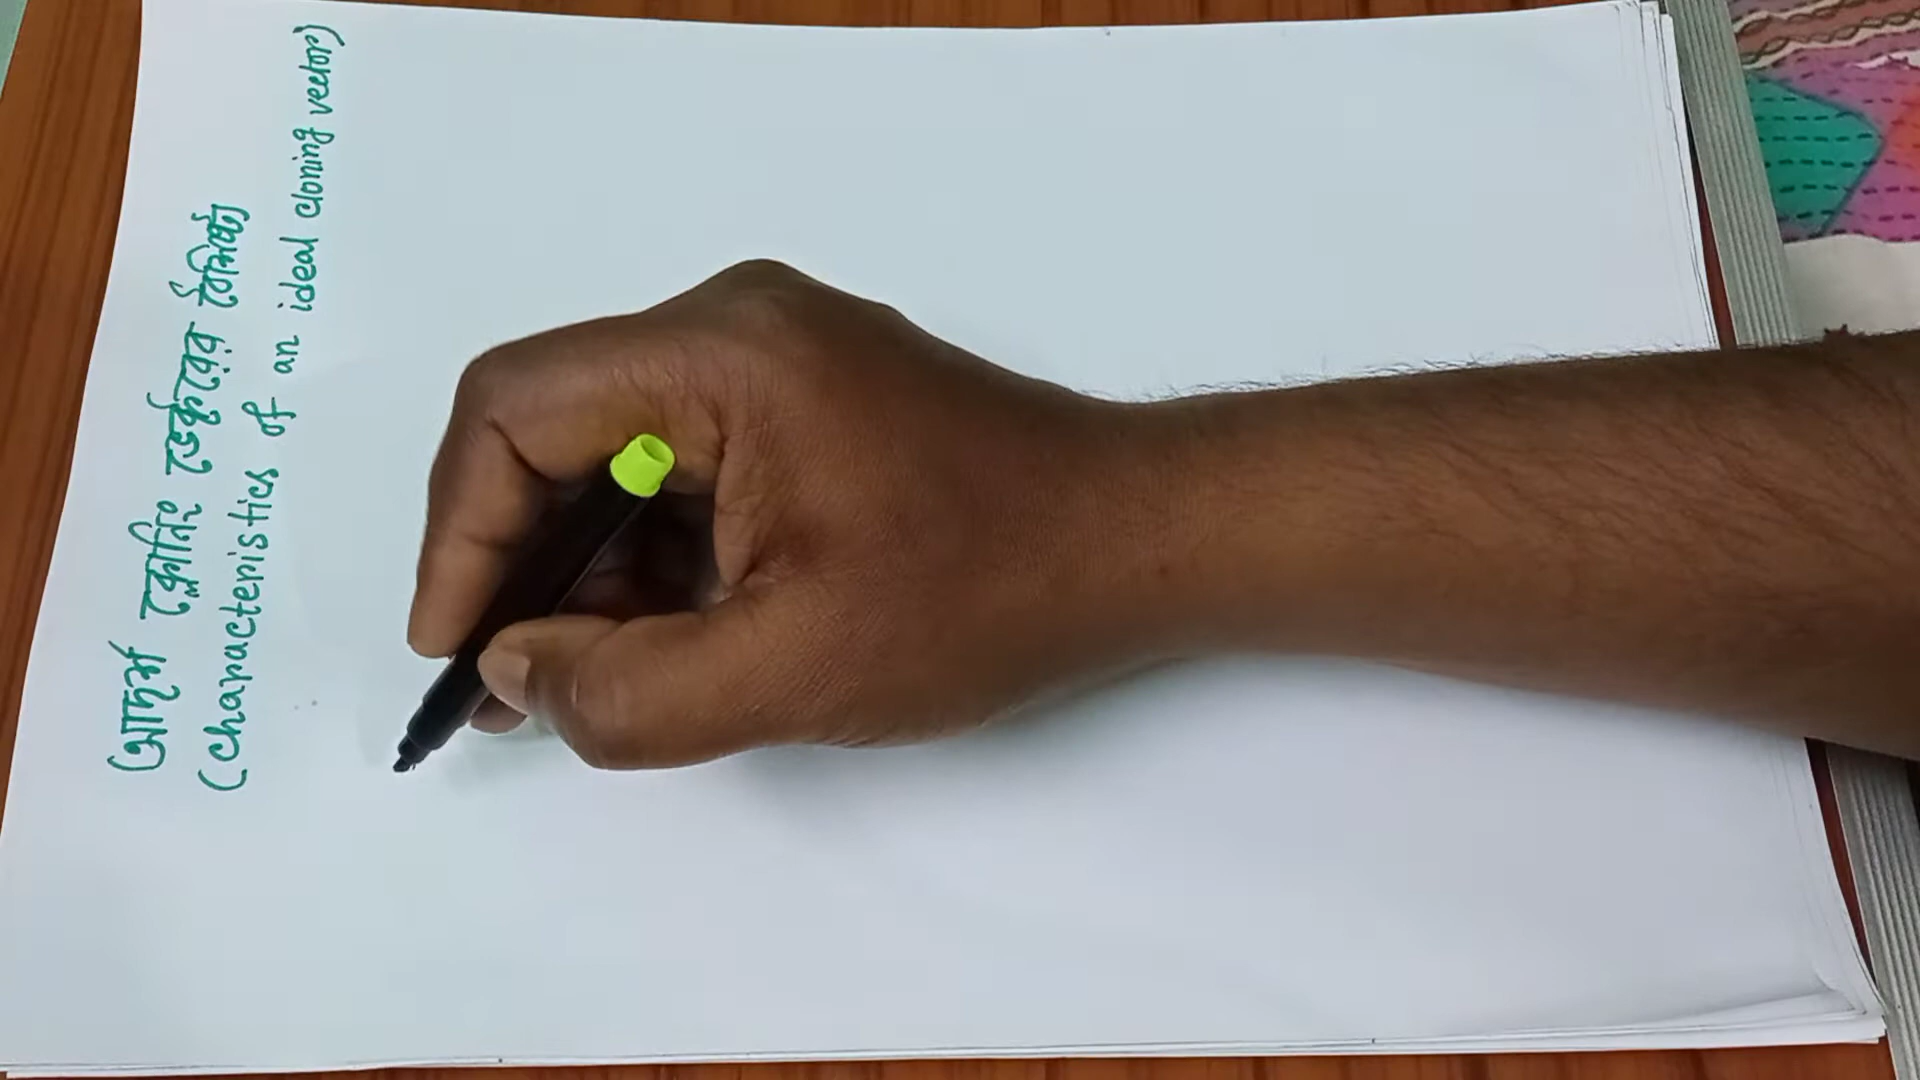 (আদর্শ ক্লোনিং ভেক্টরের বৈশিষ্ট্য
(characteristics of an ideal cloning vector)